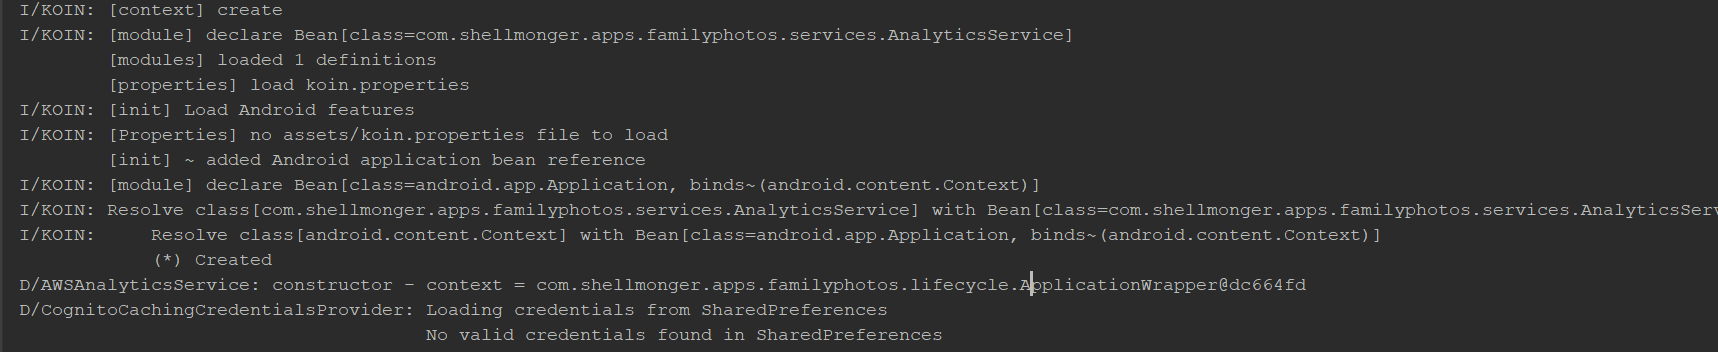 I/KOIN: [context] create
I/KOIN: [module] declare Bean[class=com.shellmonger.apps.familyphotos.services.AnalyticsService]
[modules] loaded 1 definitions
[properties] load koin.properties
I/KOIN: [init] Load Android features
I/KOIN: [Properties] no assets/koin.properties file to load
[init] ~ added Android application bean reference
I/KOIN: [module] declare Bean[class=android.app.Application, binds~(android.content.Context)]
I/KOIN: Resolve class[com.shellmonger.apps.familyphotos.services.AnalyticsService] with Bean[class=com.shellmonger.apps.familyphotos.services.AnalyticsServ
I/KOIN: Resolve class[android.content.Context] with Bean[class=android.app.Application, binds~(android.content.Context)]
(*) Created
D/AWSAnalyticsService: constructor - context = com.shellmonger.apps.familyphotos.lifecycle.ApplicationWrapper@dc664fd
D/CognitoCachingCredentialsProvider: Loading credentials from SharedPreferences
No valid credentials found in SharedPreferences